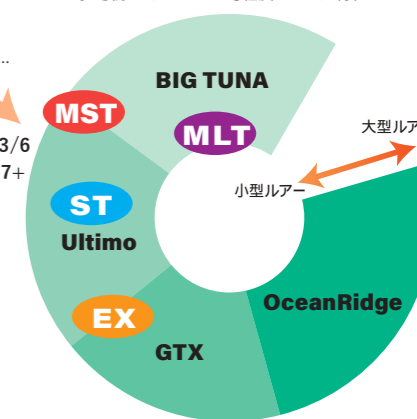 ...
BIG TUNA
MST
MLT
3/6
7+
大型ルア
小型ルアー
ST
Ultimo
OceanRidge
EX
GTX